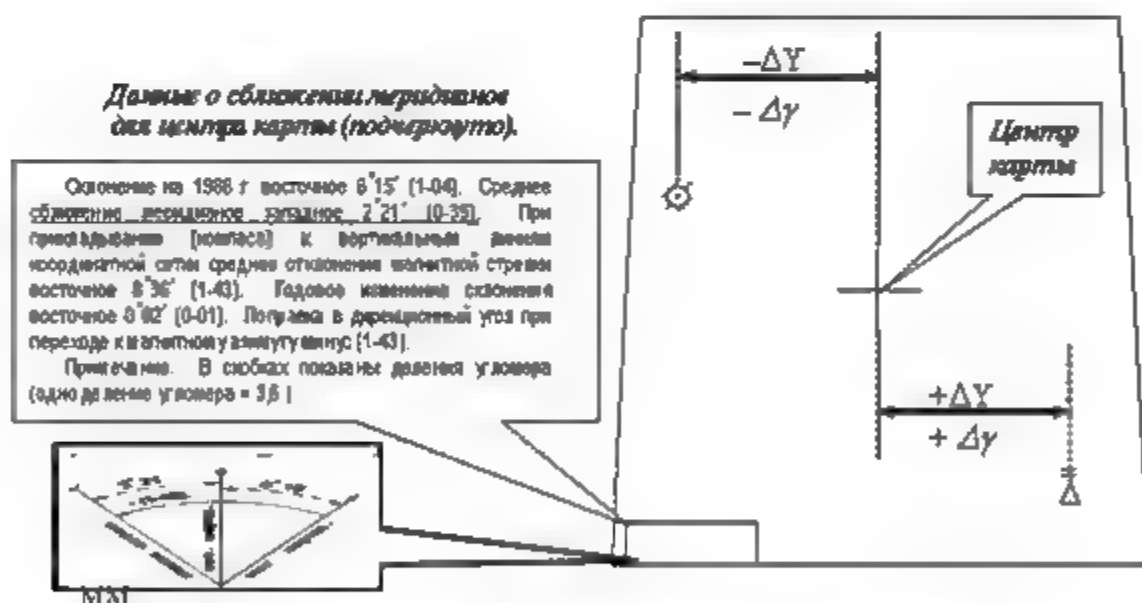 Данные о сближении меридианов
для центра карты (подчеркнуто).
Склонение на 1986 г восточное 6°15' (1-04). Среднее
сближение меридианов западное 2°21' (0-39). При
прикладывании (компаса) к вертикальным линиям
координатной сетки среднее отклонение магнитной стрелки
восточное 8°36' (1-43). Годовое изменение склонения
восточное 0°02' (0-01). Поправка в дирекционный угол при
переходе к магнитному азимуту минус (1-43).
Примечание. В скобках показаны деления угломера
(одно деление угломера = 3,6
–ΔY
– Δγ
Центр
карты
+ΔY
+ Δγ